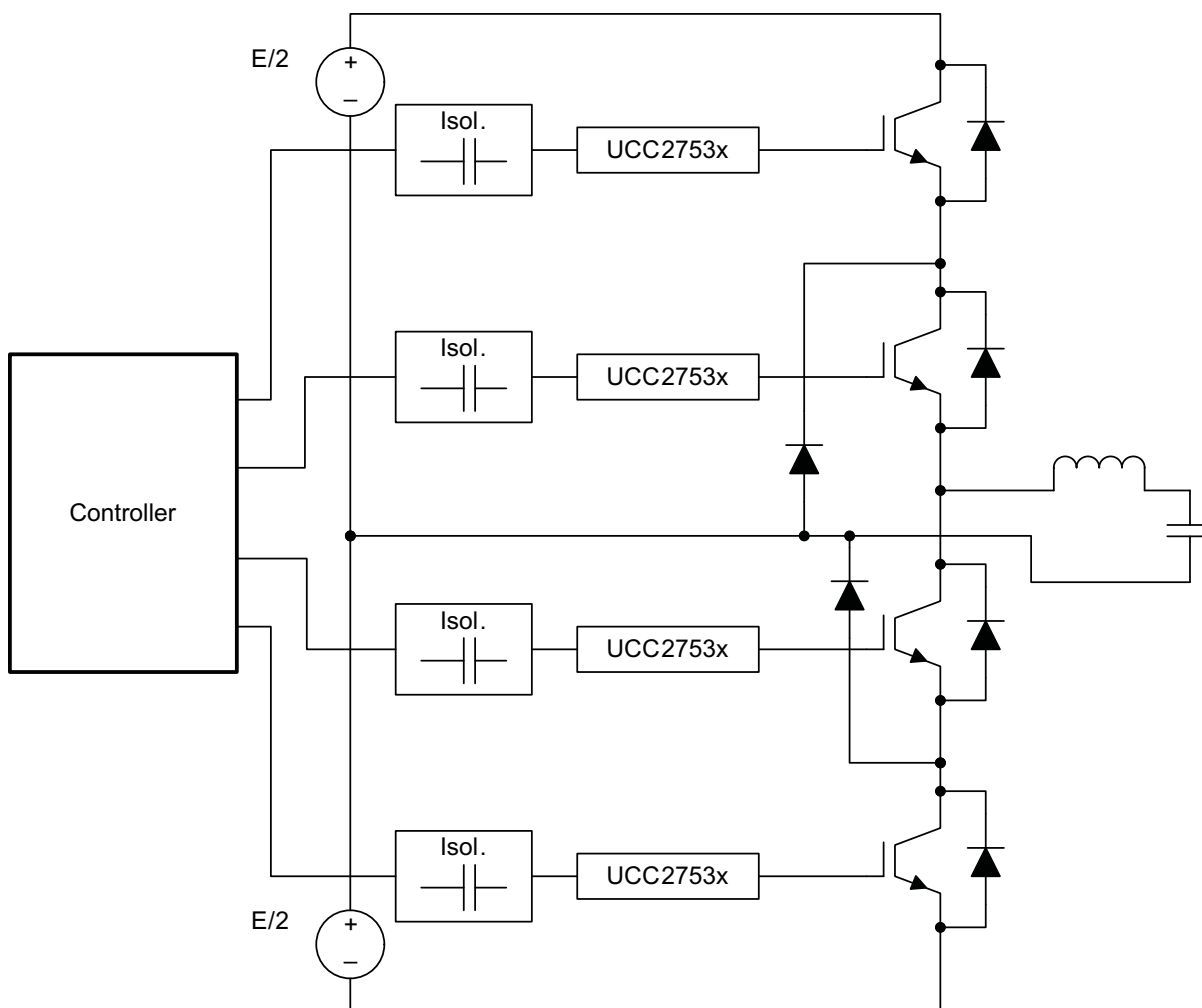 E/2
+
–
Isol.
UCC2753x
Isol.
UCC2753x
Controller
Isol.
UCC2753x
Isol.
UCC2753x
E/2
+
–